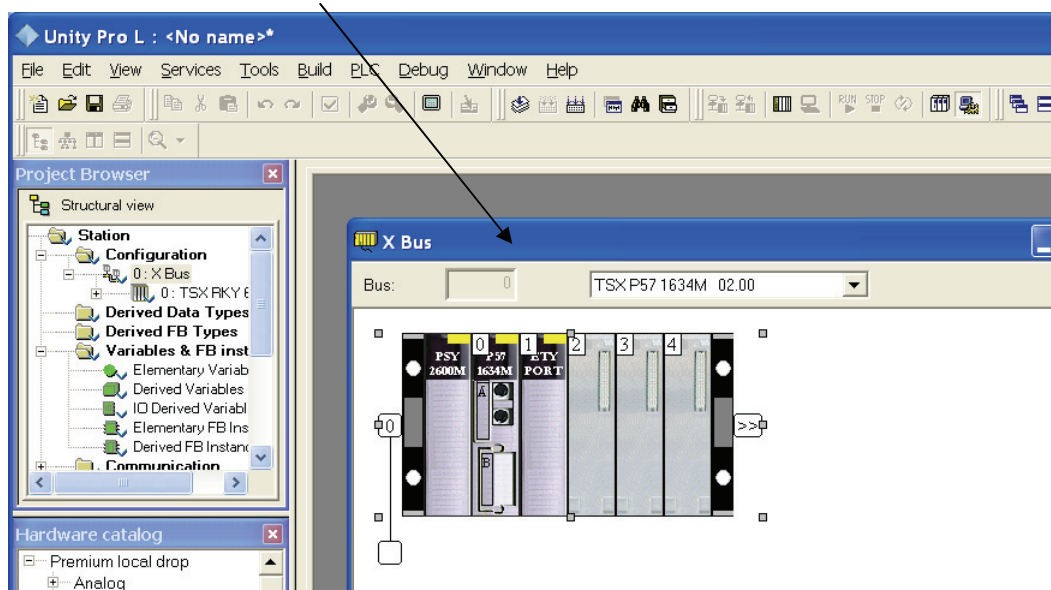 Unity Pro L : <No name>*
File Edit View Services Tools Build PLC Debug Window Help
RUN STOP
Project Browser
Structural view
Station
Configuration
0 : X Bus
0 : TSX RKY 6
Derived Data Types
Derived FB Types
Variables & FB inst
Elementary Variab
Derived Variables
IO Derived Variabl
Elementary FB Ins
Derived FB Instanc
Communication
Hardware catalog
Premium local drop
Analog
X Bus
Bus: 0 TSX P57 1634M 02.00
0 1 2 3 4
PSY P57 ETY
2600M 1634M PORT
A
0 >>
B